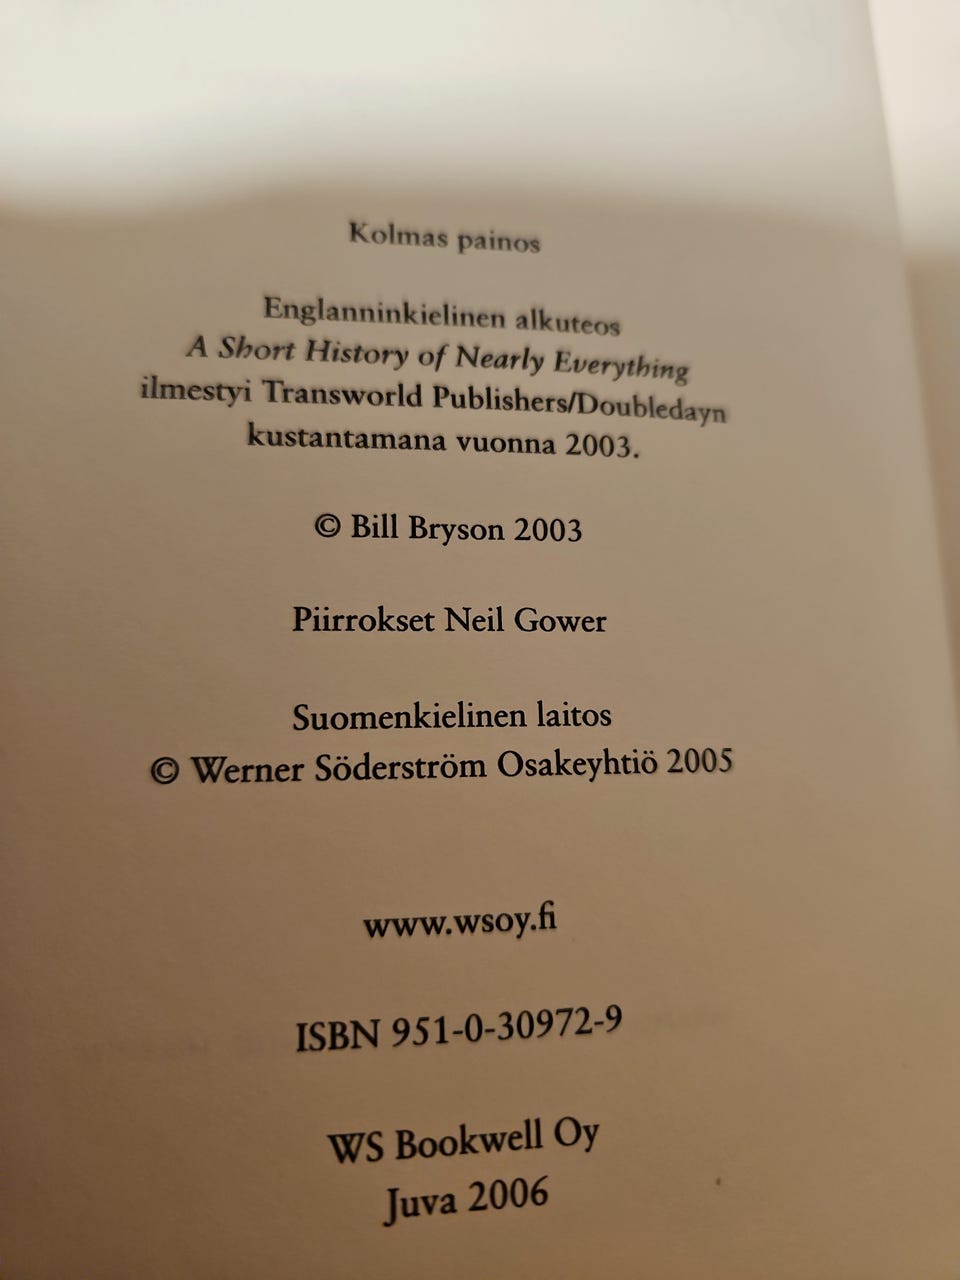 Kolmas painos
Englanninkielinen alkuteos
A Short History of Nearly Everything
ilmestyi Transworld Publishers/Doubledayn
kustantamana vuonna 2003.
© Bill Bryson 2003
Piirrokset Neil Gower
Suomenkielinen laitos
© Werner Söderström Osakeyhtiö 2005
www.wsoy.fi
ISBN 951-0-30972-9
WS Bookwell Oy
Juva 2006